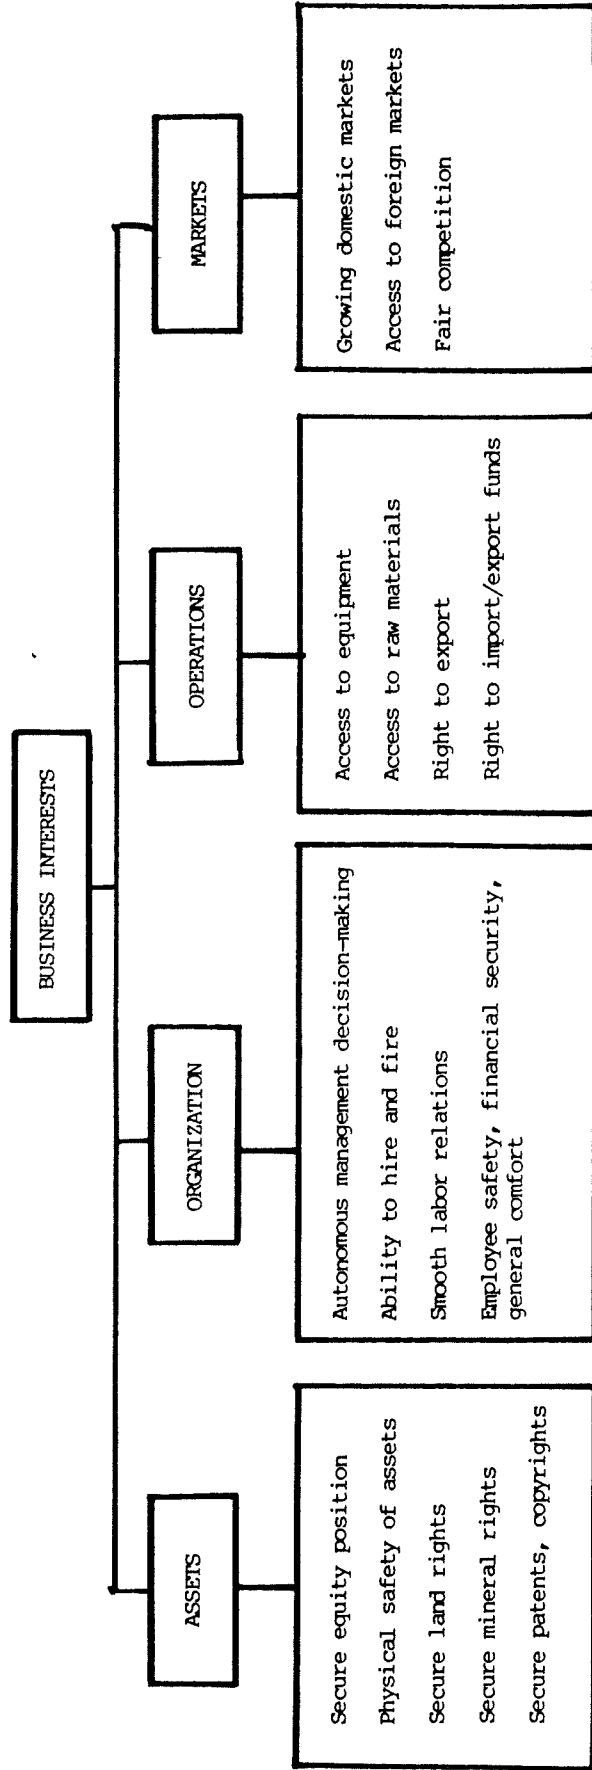 BUSINESS INTERESTS
ASSETS
Secure equity position
Physical safety of assets
Secure land rights
Secure mineral rights
Secure patents, copyrights
ORGANIZATION
Autonomous management decision-making
Ability to hire and fire
Smooth labor relations
Employee safety, financial security,
general comfort
OPERATIONS
Access to equipment
Access to raw materials
Right to export
Right to import/export funds
MARKETS
Growing domestic markets
Access to foreign markets
Fair competition